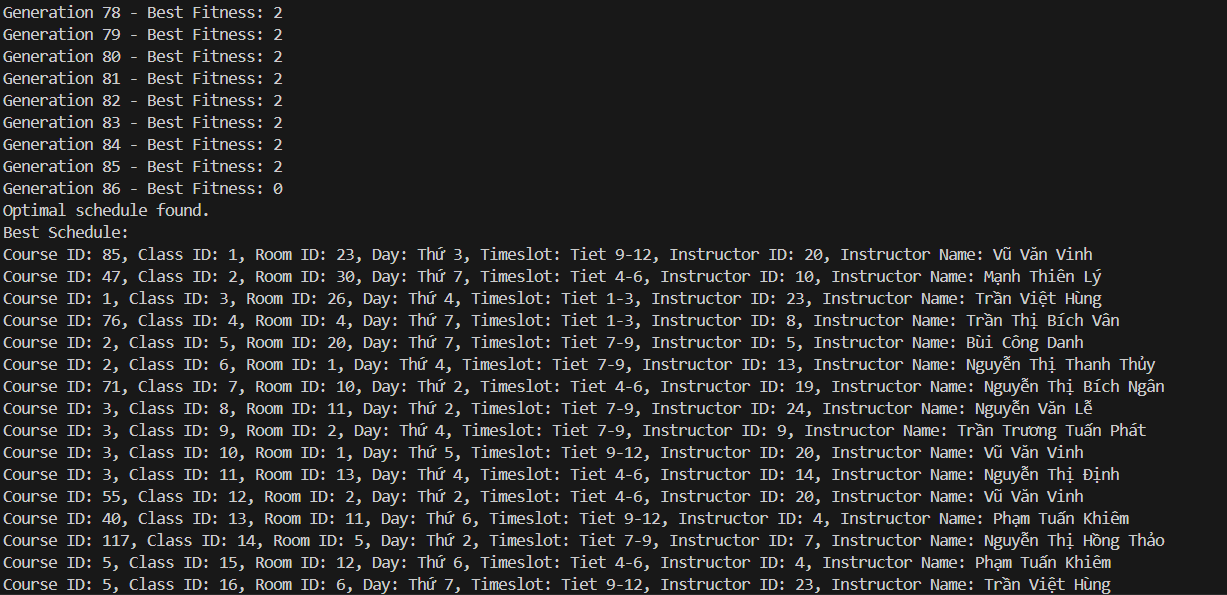 Generation 78 - Best Fitness: 2
Generation 79 - Best Fitness: 2
Generation 80 - Best Fitness: 2
Generation 81 - Best Fitness: 2
Generation 82 - Best Fitness: 2
Generation 83 - Best Fitness: 2
Generation 84 - Best Fitness: 2
Generation 85 - Best Fitness: 2
Generation 86 - Best Fitness: 0
Optimal schedule found.
Best Schedule:
Course ID: 85, Class ID: 1, Room ID: 23, Day: Thứ 3, Timeslot: Tiet 9-12, Instructor ID: 20, Instructor Name: Vũ Văn Vinh
Course ID: 47, Class ID: 2, Room ID: 30, Day: Thứ 7, Timeslot: Tiet 4-6, Instructor ID: 10, Instructor Name: Mạnh Thiên Lý
Course ID: 1, Class ID: 3, Room ID: 26, Day: Thứ 4, Timeslot: Tiet 1-3, Instructor ID: 23, Instructor Name: Trần Việt Hùng
Course ID: 76, Class ID: 4, Room ID: 4, Day: Thứ 7, Timeslot: Tiet 1-3, Instructor ID: 8, Instructor Name: Trần Thị Bích Vân
Course ID: 2, Class ID: 5, Room ID: 20, Day: Thứ 7, Timeslot: Tiet 7-9, Instructor ID: 5, Instructor Name: Bùi Công Danh
Course ID: 2, Class ID: 6, Room ID: 1, Day: Thứ 4, Timeslot: Tiet 7-9, Instructor ID: 13, Instructor Name: Nguyễn Thị Thanh Thủy
Course ID: 71, Class ID: 7, Room ID: 10, Day: Thứ 2, Timeslot: Tiet 4-6, Instructor ID: 19, Instructor Name: Nguyễn Thị Bích Ngân
Course ID: 3, Class ID: 8, Room ID: 11, Day: Thứ 2, Timeslot: Tiet 7-9, Instructor ID: 24, Instructor Name: Nguyễn Văn Lễ
Course ID: 3, Class ID: 9, Room ID: 2, Day: Thứ 4, Timeslot: Tiet 7-9, Instructor ID: 9, Instructor Name: Trần Trương Tuấn Phát
Course ID: 3, Class ID: 10, Room ID: 1, Day: Thứ 5, Timeslot: Tiet 9-12, Instructor ID: 20, Instructor Name: Vũ Văn Vinh
Course ID: 3, Class ID: 11, Room ID: 13, Day: Thứ 4, Timeslot: Tiet 4-6, Instructor ID: 14, Instructor Name: Nguyễn Thị Định
Course ID: 55, Class ID: 12, Room ID: 2, Day: Thứ 2, Timeslot: Tiet 4-6, Instructor ID: 20, Instructor Name: Vũ Văn Vinh
Course ID: 40, Class ID: 13, Room ID: 11, Day: Thứ 6, Timeslot: Tiet 9-12, Instructor ID: 4, Instructor Name: Phạm Tuấn Khiêm
Course ID: 117, Class ID: 14, Room ID: 5, Day: Thứ 2, Timeslot: Tiet 7-9, Instructor ID: 7, Instructor Name: Nguyễn Thị Hồng Thảo
Course ID: 5, Class ID: 15, Room ID: 12, Day: Thứ 6, Timeslot: Tiet 4-6, Instructor ID: 4, Instructor Name: Phạm Tuấn Khiêm
Course ID: 5, Class ID: 16, Room ID: 6, Day: Thứ 7, Timeslot: Tiet 9-12, Instructor ID: 23, Instructor Name: Trần Việt Hùng